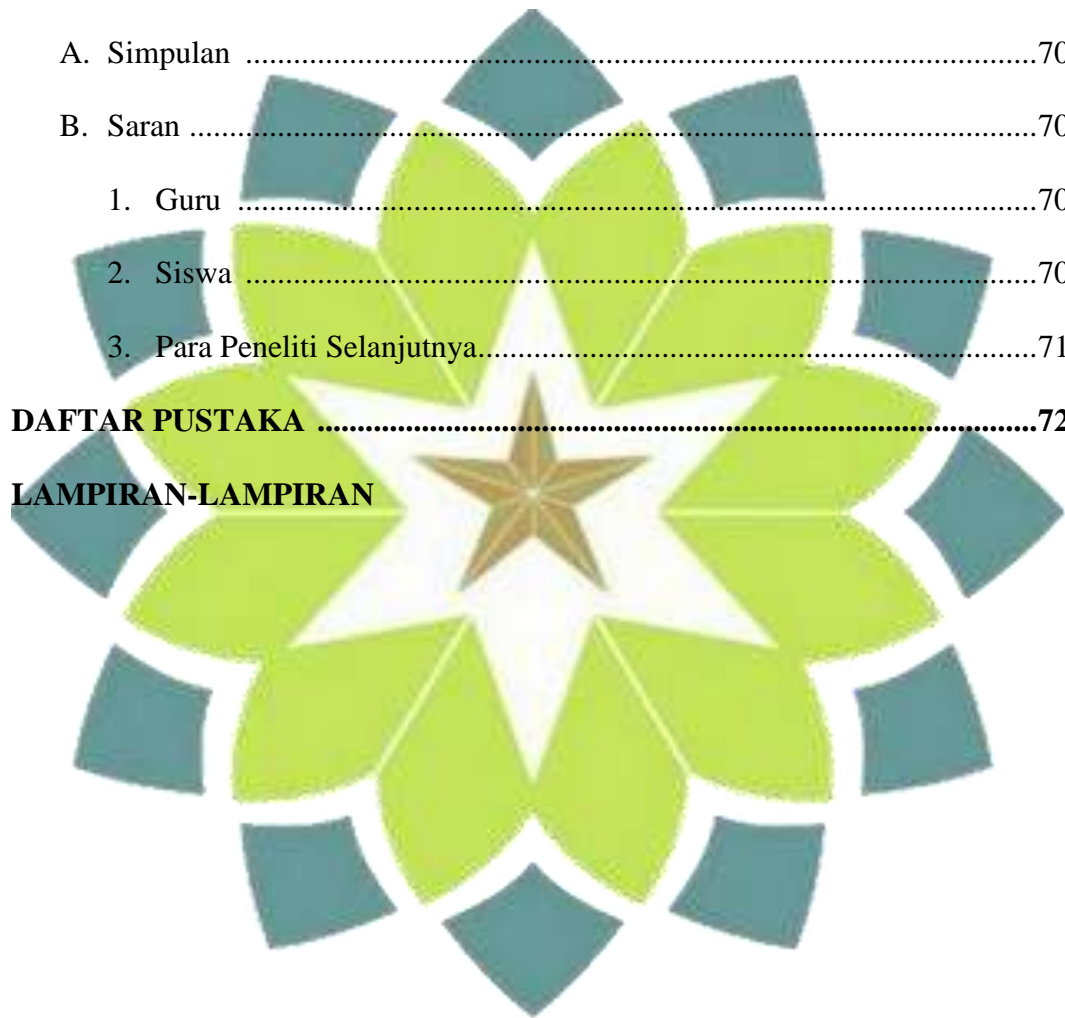 A. Simpulan ....................................................................................................70
B. Saran ...........................................................................................................70
1. Guru ....................................................................................................70
2. Siswa ...................................................................................................70
3. Para Peneliti Selanjutnya......................................................................71
DAFTAR PUSTAKA ...........................................................................................72
LAMPIRAN-LAMPIRAN